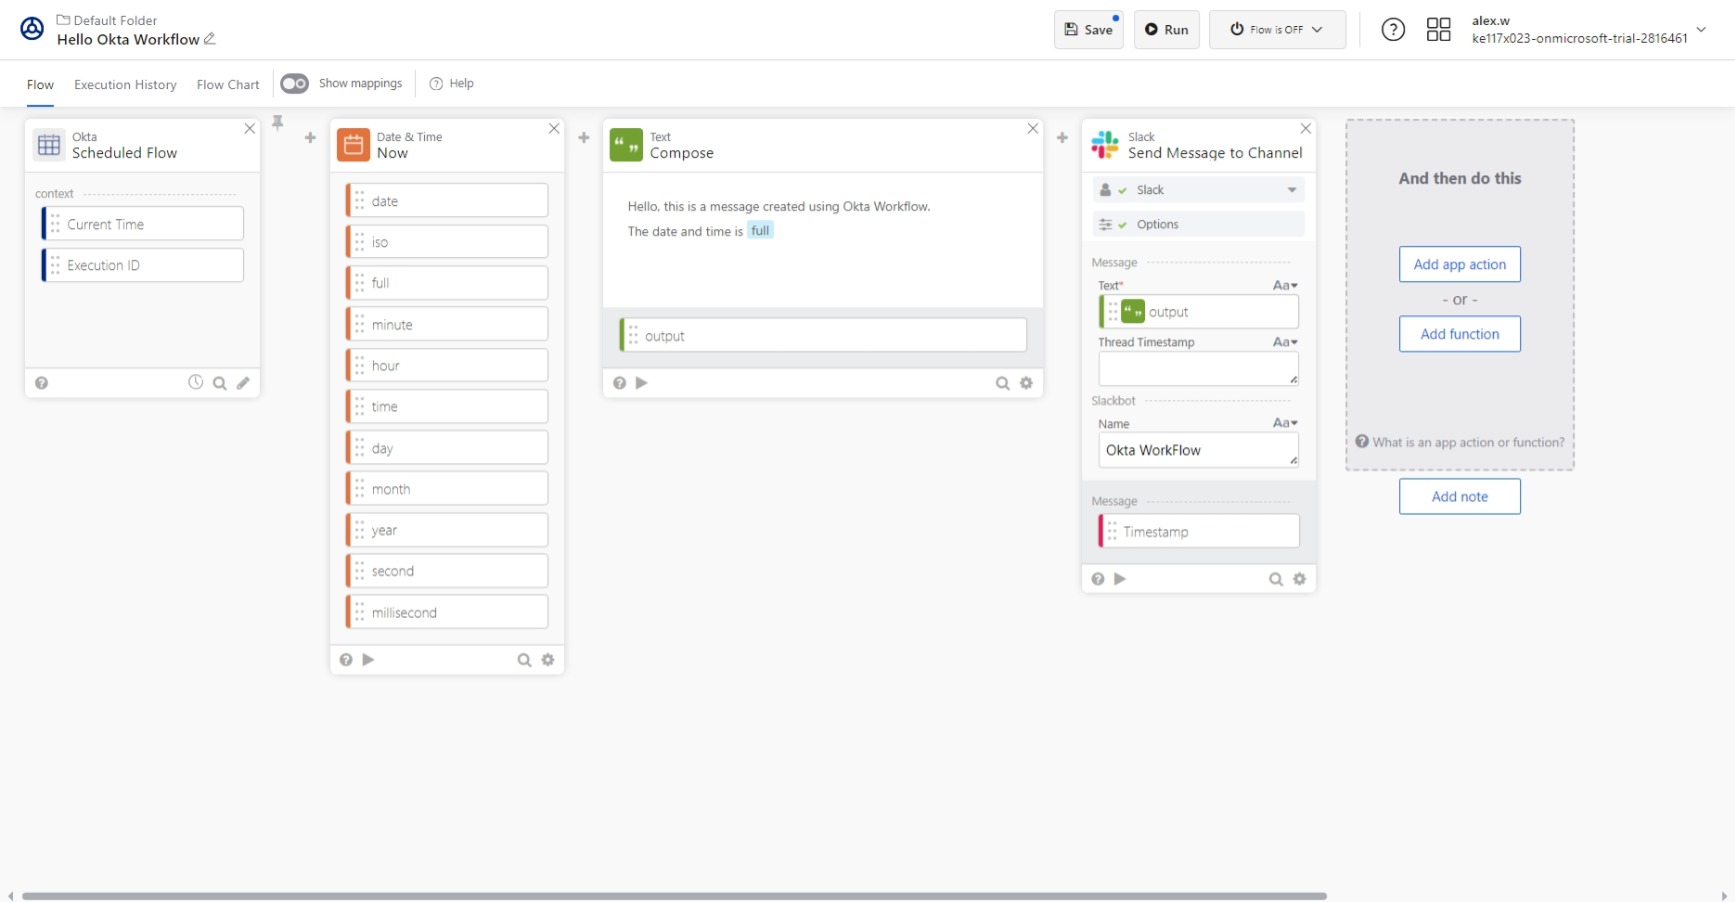 Default Folder
Hello Okta Workflow
Save
Run
Flow is OFF
alex.w
ke117x023-onmicrosoft-trial-2816461
Flow
Execution History
Flow Chart
Show mappings
Help
Okta
Scheduled Flow
context
Current Time
Execution ID
Date & Time
Now
date
iso
full
minute
hour
time
day
month
year
second
millisecond
Text
Compose
Hello, this is a message created using Okta Workflow.
The date and time is full
output
Slack
Send Message to Channel
Slack
Options
Message
Text*
Aa
output
Thread Timestamp
Aa
Slackbot
Name
Aa
Okta WorkFlow
Message
Timestamp
And then do this
Add app action
- or -
Add function
What is an app action or function?
Add note